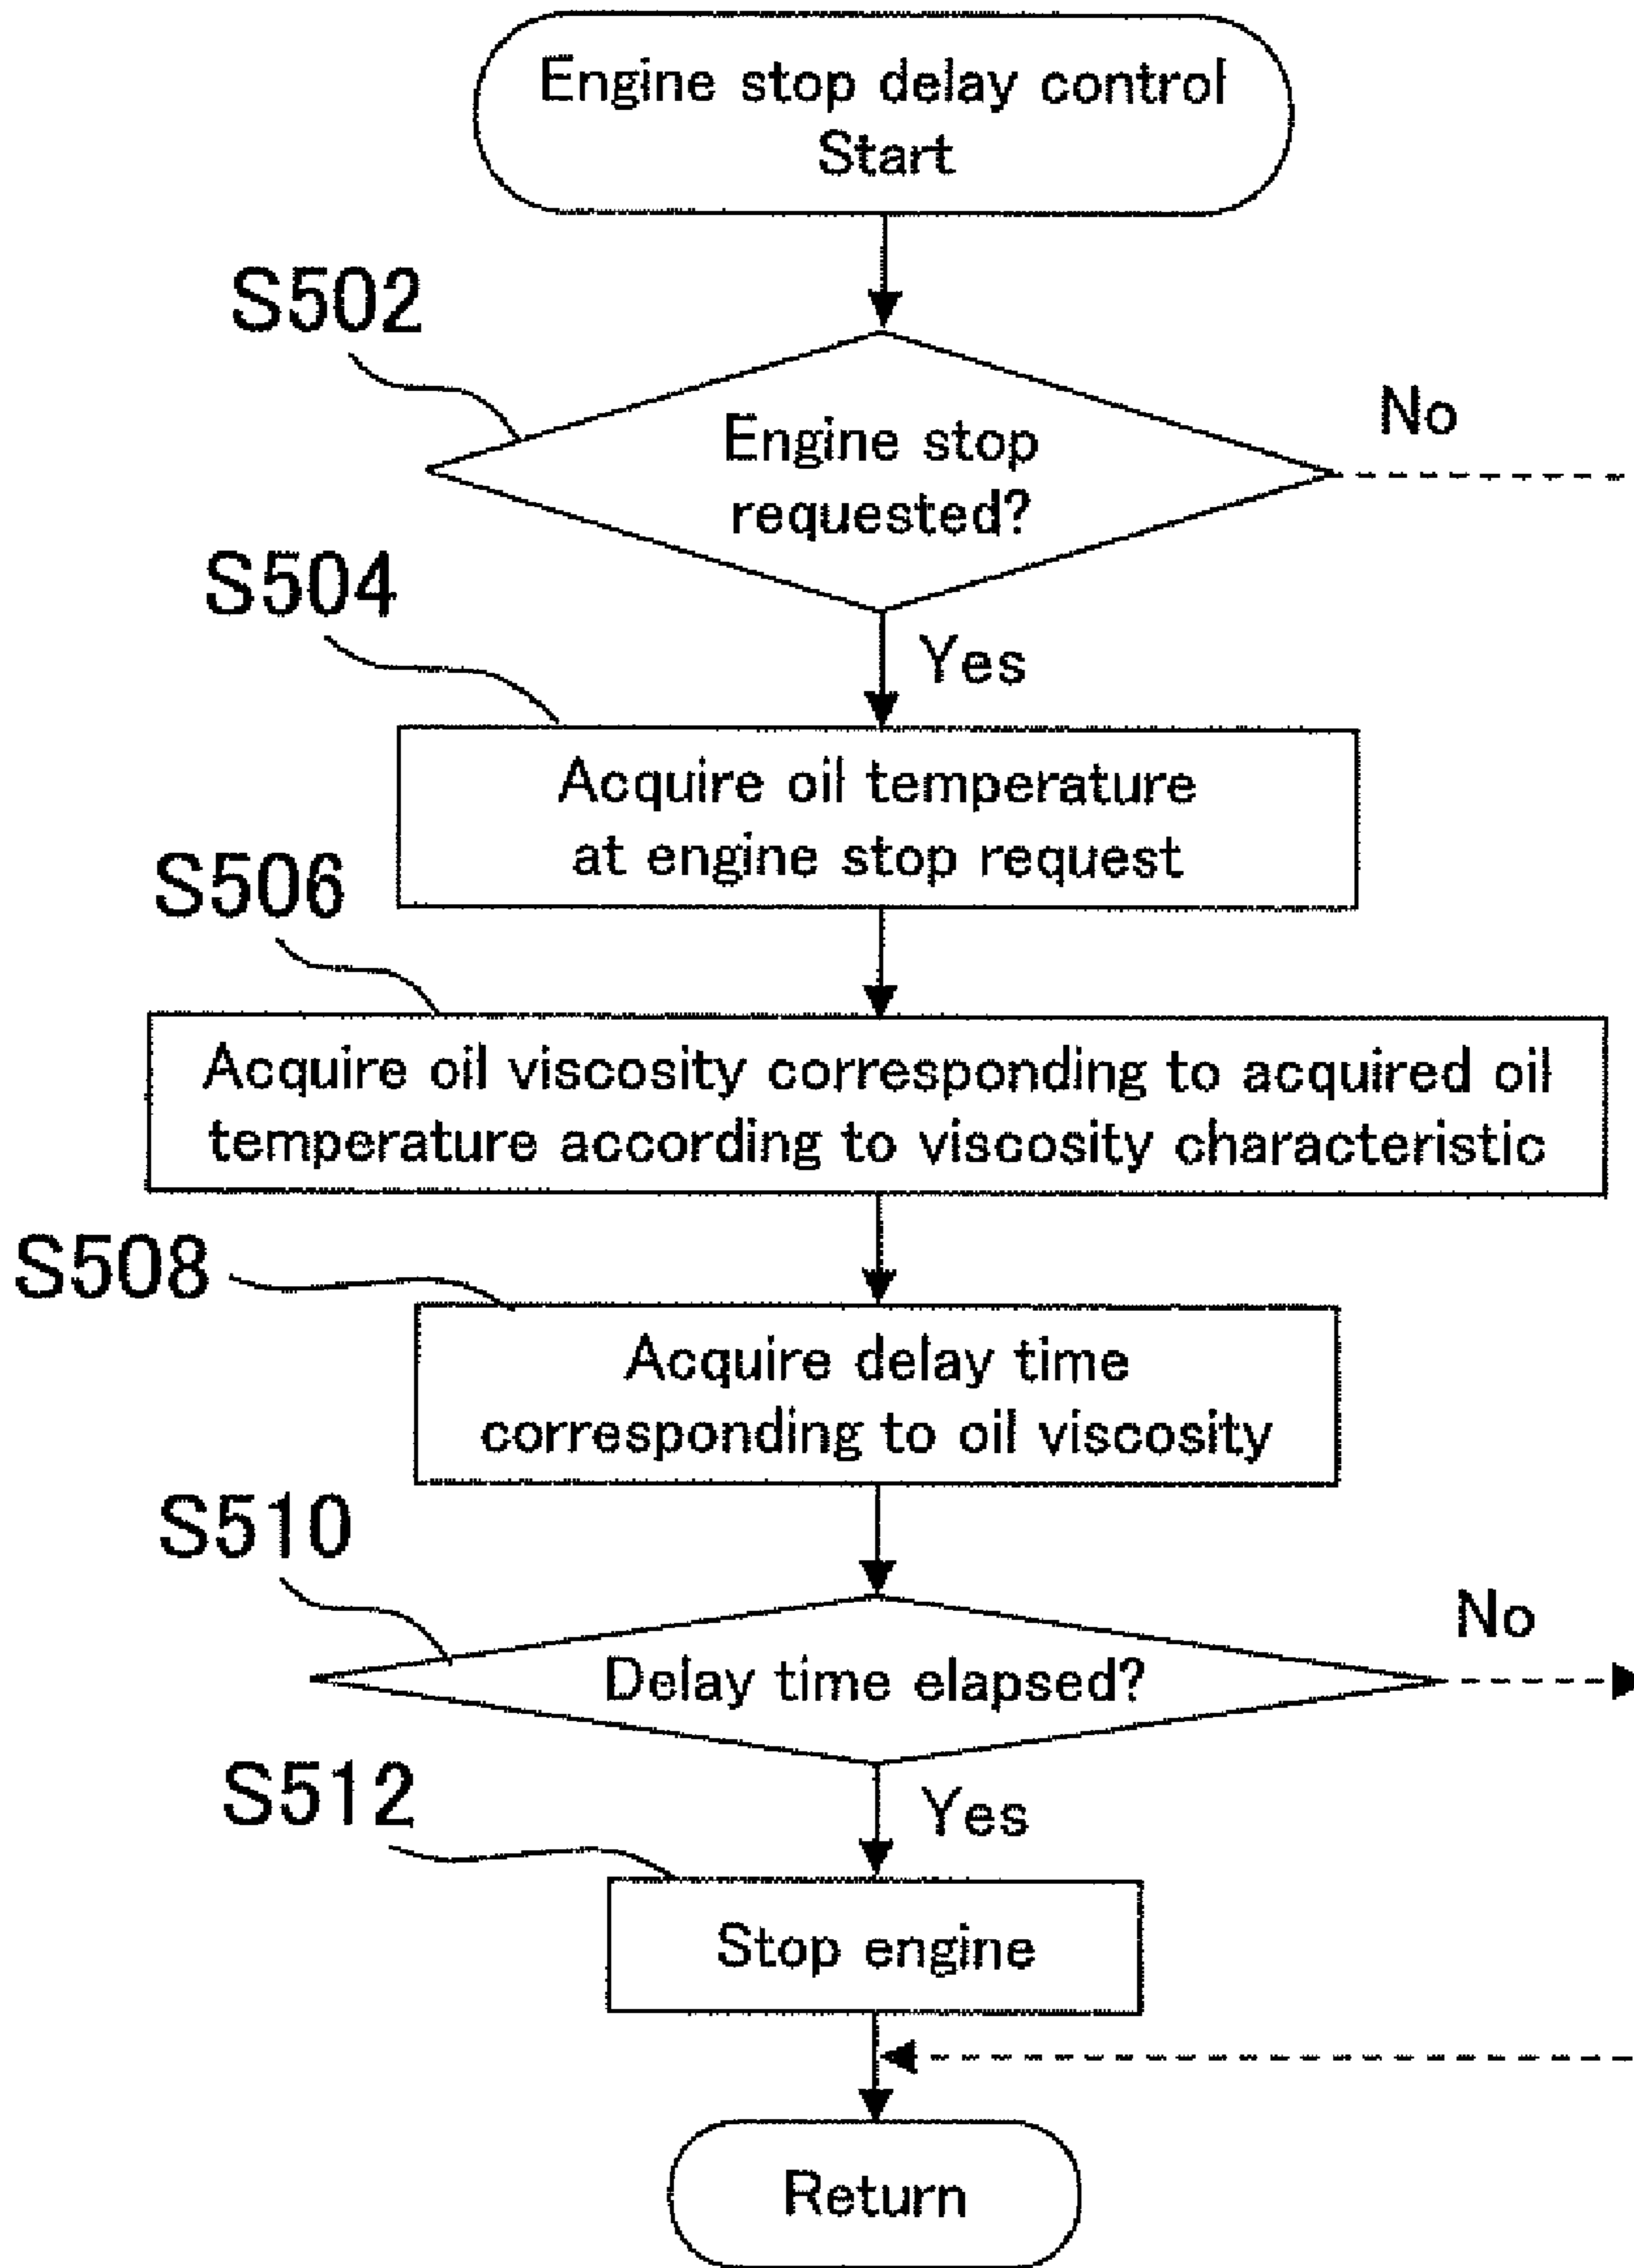 Engine stop delay control
Start
S502
No
Engine stop
requested?
S504
Yes
Acquire oil temperature
at engine stop request
S506
Acquire oil viscosity corresponding to acquired oil
temperature according to viscosity characteristic
S508
Acquire delay time
corresponding to oil viscosity
S510
No
Delay time elapsed?
S512
Yes
Stop engine
Return